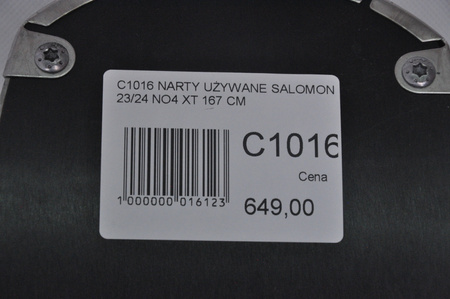 C1016 NARTY UŻYWANE SALOMON
23/24 NO4 XT 167 CM
C1016
Cena
1 000000 016123
649,00